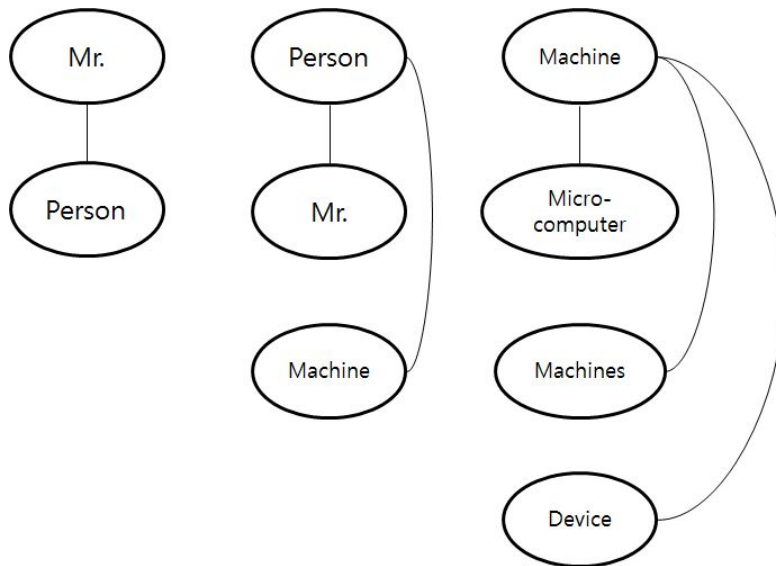 Mr.
Person
Person
Mr.
Machine
Machine
Micro-
computer
Machines
Device